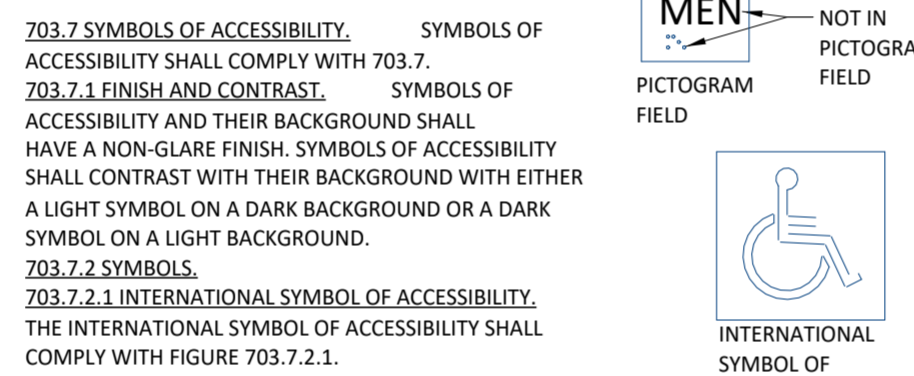 703.7 SYMBOLS OF ACCESSIBILITY. SYMBOLS OF
ACCESSIBILITY SHALL COMPLY WITH 703.7.
703.7.1 FINISH AND CONTRAST. SYMBOLS OF
ACCESSIBILITY AND THEIR BACKGROUND SHALL
HAVE A NON-GLARE FINISH. SYMBOLS OF ACCESSIBILITY
SHALL CONTRAST WITH THEIR BACKGROUND WITH EITHER
A LIGHT SYMBOL ON A DARK BACKGROUND OR A DARK
SYMBOL ON A LIGHT BACKGROUND.
703.7.2 SYMBOLS.
703.7.2.1 INTERNATIONAL SYMBOL OF ACCESSIBILITY.
THE INTERNATIONAL SYMBOL OF ACCESSIBILITY SHALL
COMPLY WITH FIGURE 703.7.2.1.
MEN
NOT IN
PICTOGRA
FIELD
PICTOGRAM
FIELD
INTERNATIONAL
SYMBOL OF